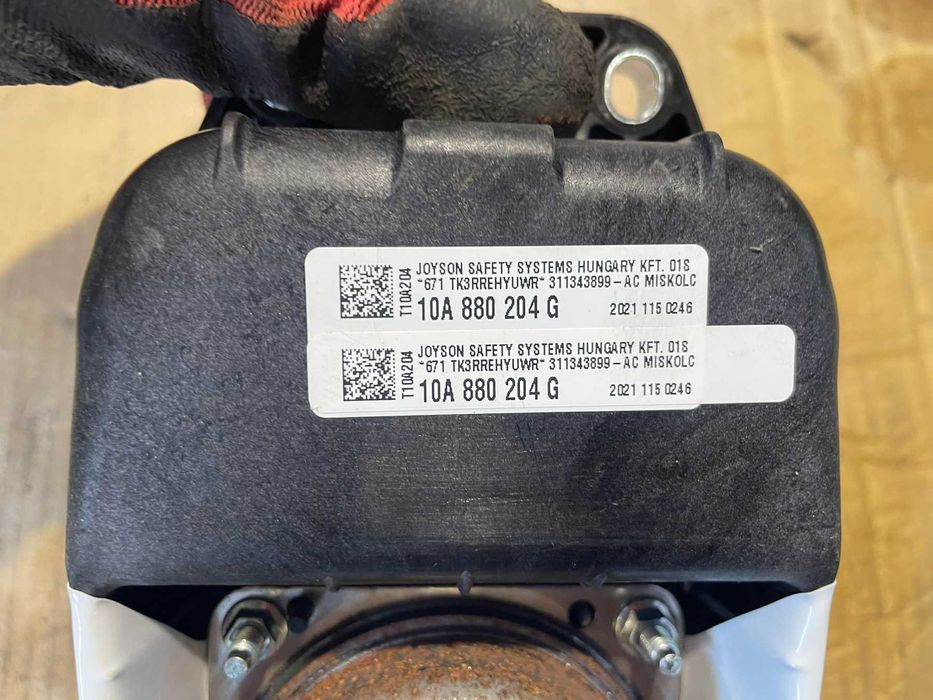 JOYSON SAFETY SYSTEMS HUNGARY KFT. 01S
*671 TK3RREHYUWR* 311343899-AC MISKOLC
T10A204
10A 880 204 G 2021 115 0246
JOYSON SAFETY SYSTEMS HUNGARY KFT. 01S
*671 TK3RREHYUWR* 311343899-AC MISKOLC
T10A204
10A 880 204 G 2021 115 0246